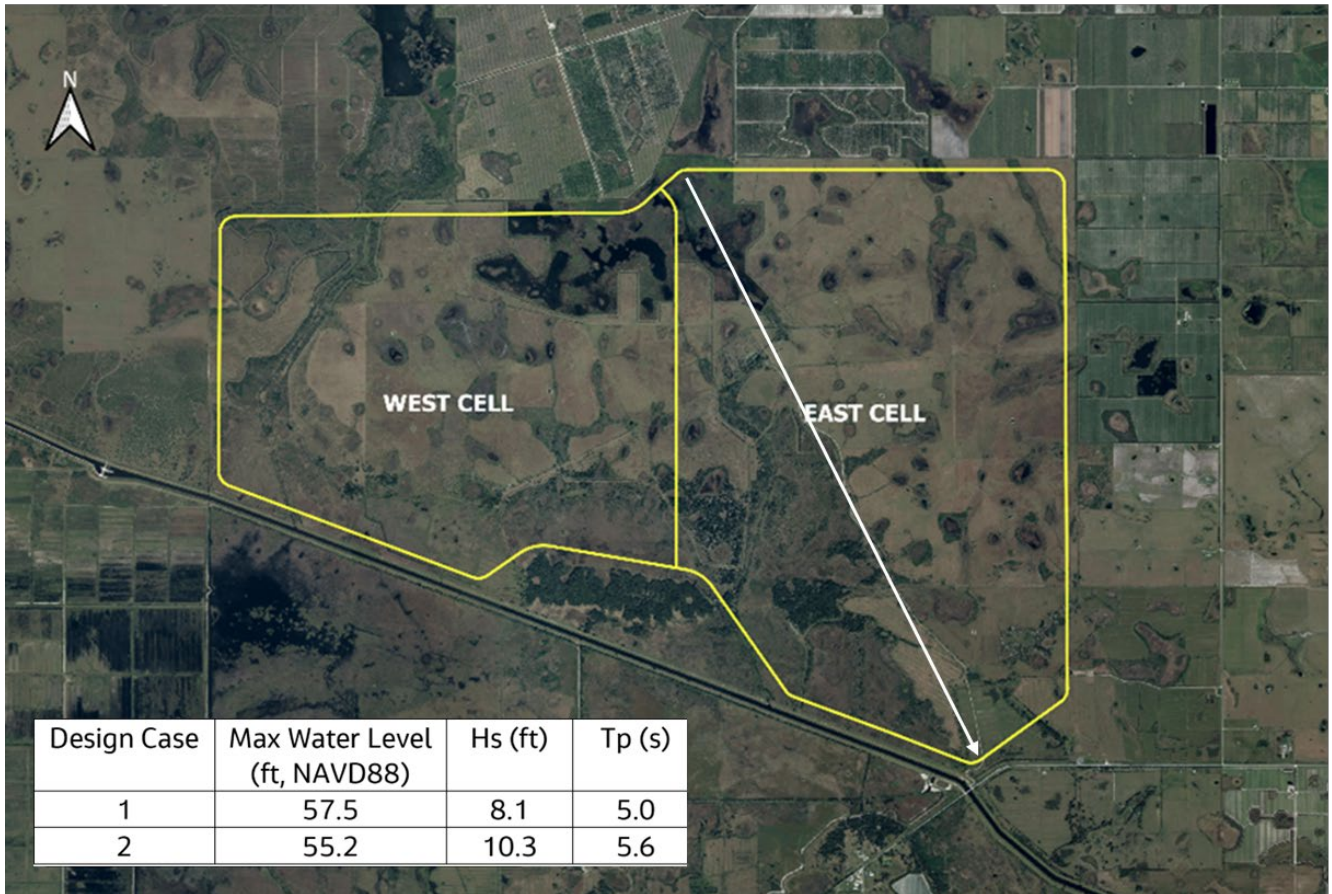 N
WEST CELL
EAST CELL
Design Case Max Water Level (ft, NAVD88) Hs (ft) Tp (s)
1 57.5 8.1 5.0
2 55.2 10.3 5.6